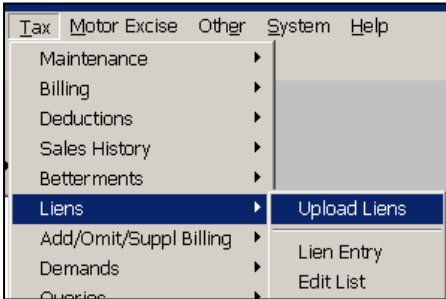 Tax Motor Excise Other System Help
Maintenance
Billing
Deductions
Sales History
Betterments
Liens Upload Liens
Add/Omit/Suppl Billing Lien Entry
Demands Edit List
Queries